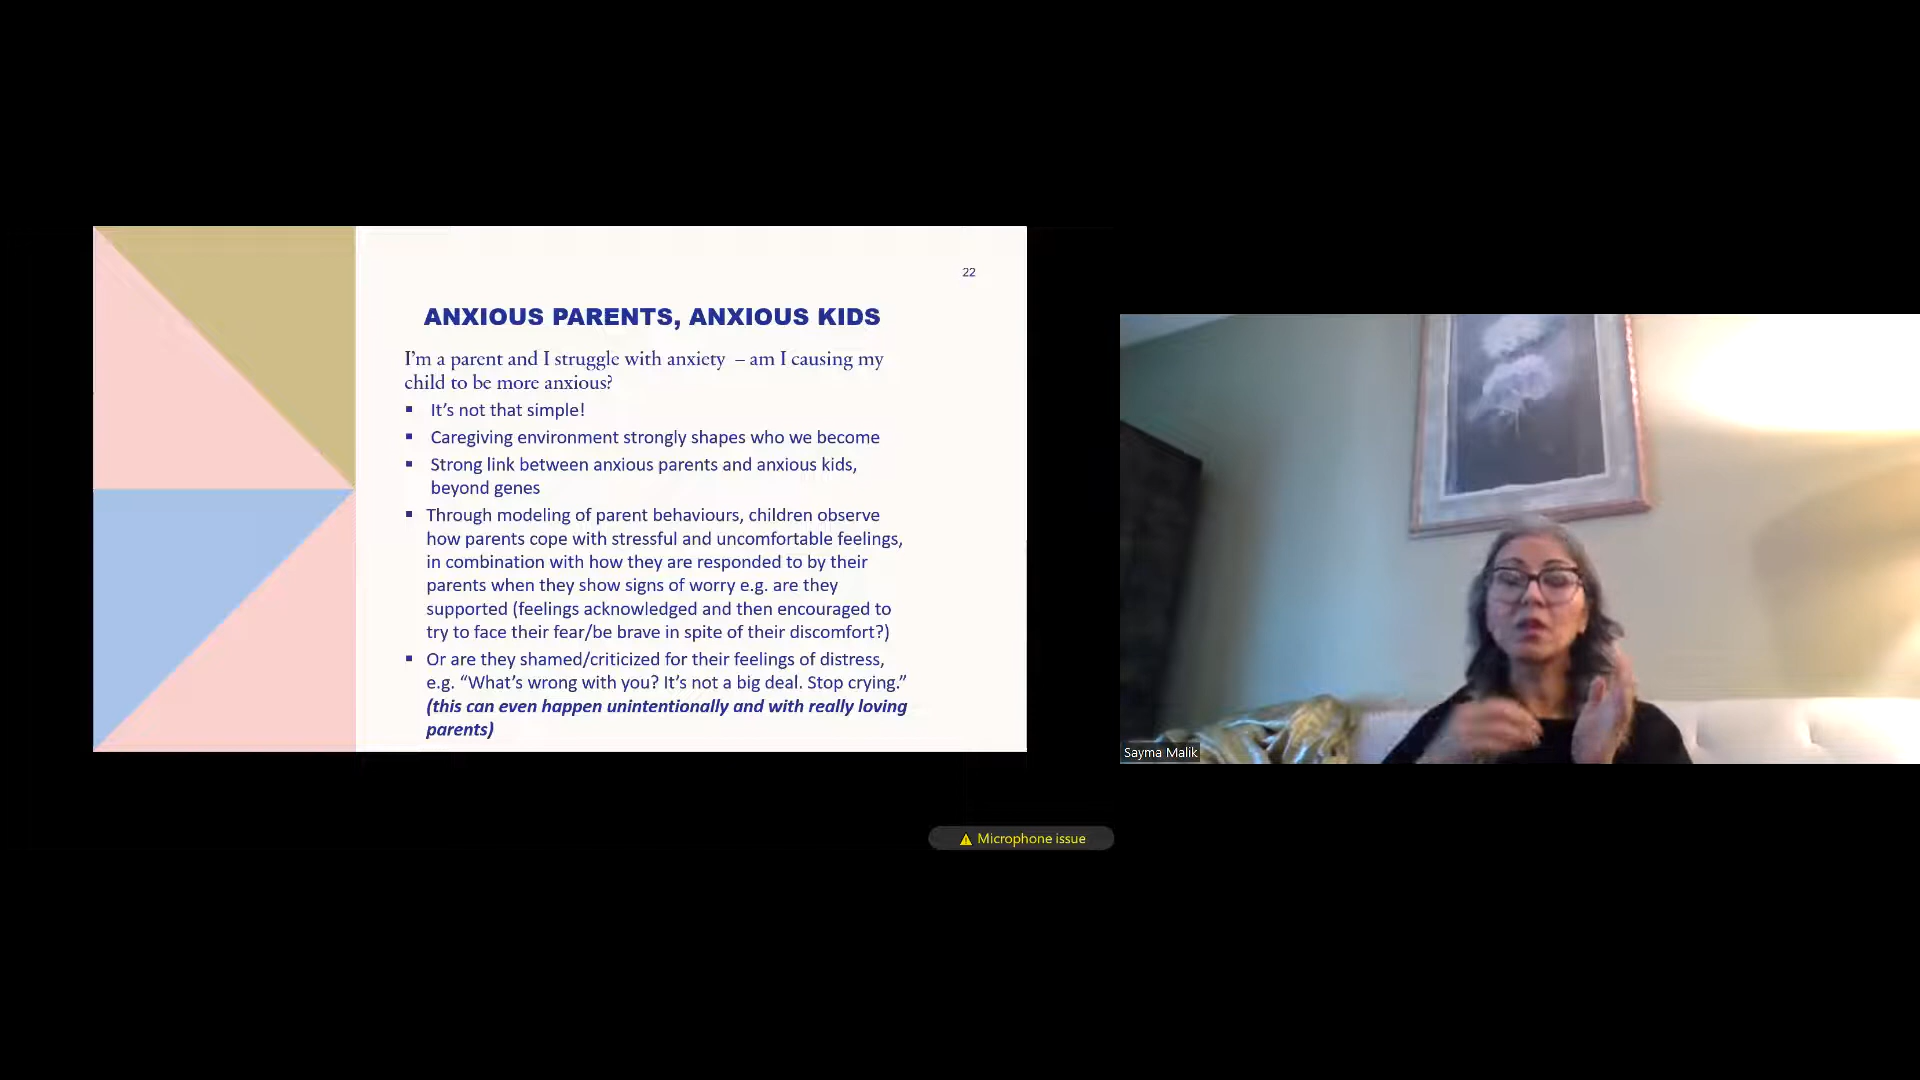 22
ANXIOUS PARENTS, ANXIOUS KIDS
I'm a parent and I struggle with anxiety – am I causing my
child to be more anxious?
▪ It's not that simple!
▪ Caregiving environment strongly shapes who we become
▪ Strong link between anxious parents and anxious kids,
beyond genes
▪ Through modeling of parent behaviours, children observe
how parents cope with stressful and uncomfortable feelings,
in combination with how they are responded to by their
parents when they show signs of worry e.g. are they
supported (feelings acknowledged and then encouraged to
try to face their fear/be brave in spite of their discomfort?)
▪ Or are they shamed/criticized for their feelings of distress,
e.g. “What's wrong with you? It's not a big deal. Stop crying.”
(this can even happen unintentionally and with really loving
parents)
Sayma Malik
Microphone issue